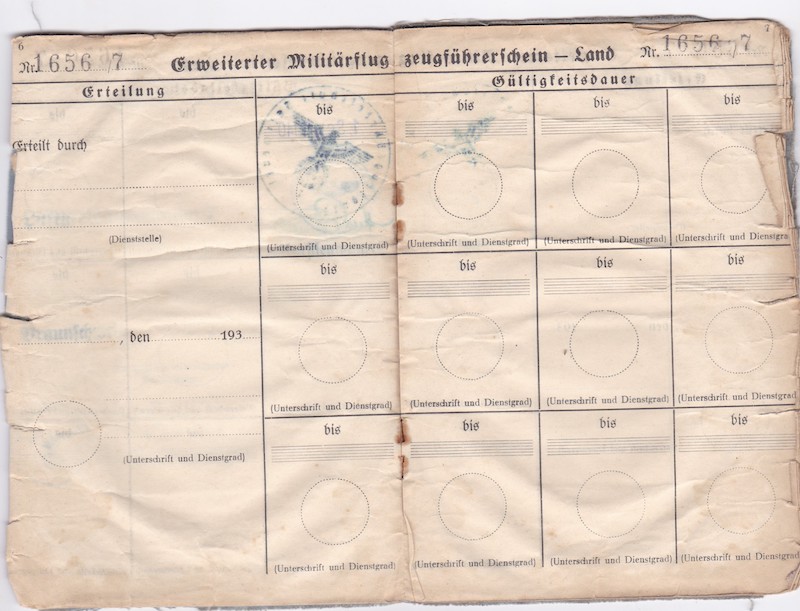 6
7
Nr. 1656/7
Erweiterter Militärflugzeugführerschein – Land
Nr. 1656/7
Erteilung
Gültigkeitsdauer
Erteilt durch
(Dienststelle)
, den 193
(Unterschrift und Dienstgrad)
bis
bis
bis
bis
(Unterschrift und Dienstgrad)
(Unterschrift und Dienstgrad)
(Unterschrift und Dienstgrad)
(Unterschrift und Dienstgrad)
bis
bis
bis
bis
(Unterschrift und Dienstgrad)
(Unterschrift und Dienstgrad)
(Unterschrift und Dienstgrad)
(Unterschrift und Dienstgrad)
bis
bis
bis
bis
(Unterschrift und Dienstgrad)
(Unterschrift und Dienstgrad)
(Unterschrift und Dienstgrad)
(Unterschrift und Dienstgrad)